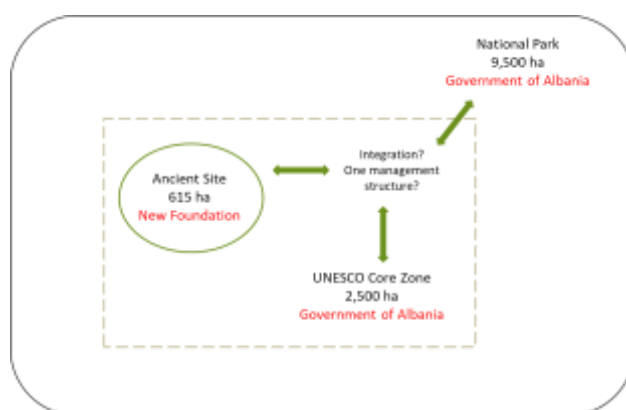 National Park
9,500 ha
Government of Albania
Integration?
One management
structure?
Ancient Site
615 ha
New Foundation
UNESCO Core Zone
2,500 ha
Government of Albania